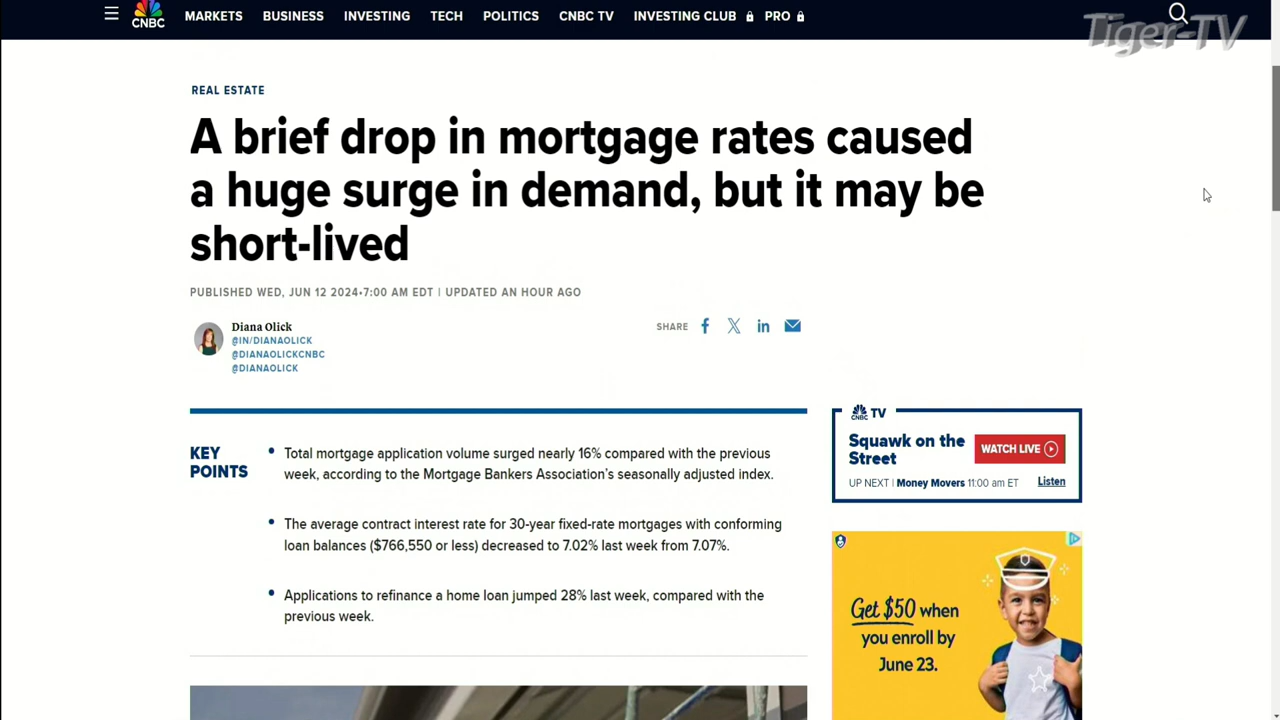 MARKETS BUSINESS INVESTING TECH POLITICS CNBC TV INVESTING CLUB PRO
CNBC
Tiger-TV
REAL ESTATE
A brief drop in mortgage rates caused
a huge surge in demand, but it may be
short-lived
PUBLISHED WED, JUN 12 2024•7:00 AM EDT | UPDATED AN HOUR AGO
Diana Olick
@IN/DIANAOLICK
@DIANAOLICKCNBC
@DIANAOLICK
SHARE
KEY
POINTS
• Total mortgage application volume surged nearly 16% compared with the previous
week, according to the Mortgage Bankers Association's seasonally adjusted index.
• The average contract interest rate for 30-year fixed-rate mortgages with conforming
loan balances ($766,550 or less) decreased to 7.02% last week from 7.07%.
• Applications to refinance a home loan jumped 28% last week, compared with the
previous week.
CNBC TV
Squawk on the
Street
WATCH LIVE
UP NEXT | Money Movers 11:00 am ET
Listen
Get $50 when
you enroll by
June 23.